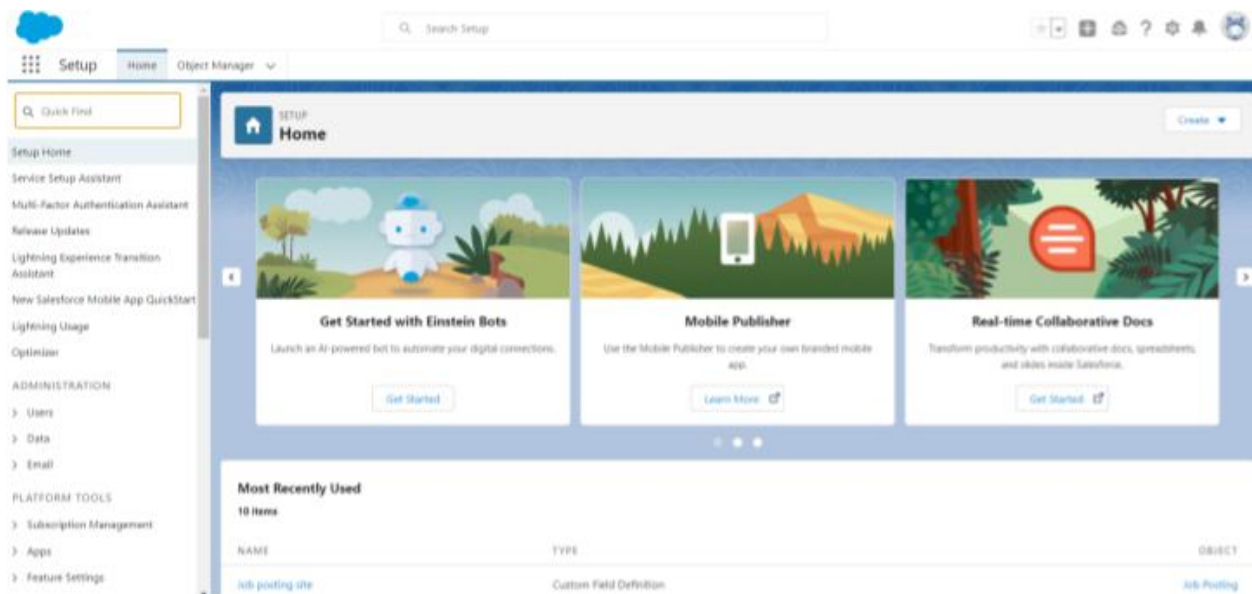 Search Setup
Setup
Home
Object Manager
Quick Find
Setup Home
Service Setup Assistant
Multi-Factor Authentication Assistant
Release Updates
Lightning Experience Transition
Assistant
New Salesforce Mobile App QuickStart
Lightning Usage
Optimizer
ADMINISTRATION
Users
Data
Email
PLATFORM TOOLS
Subscription Management
Apps
Feature Settings
SETUP
Home
Create
Get Started with Einstein Bots
Launch an AI-powered bot to automate your digital connections.
Get Started
Mobile Publisher
Use the Mobile Publisher to create your own branded mobile
app.
Learn More
Real-time Collaborative Docs
Transform productivity with collaborative docs, spreadsheets,
and slides inside Salesforce.
Get Started
Most Recently Used
10 items
NAME TYPE OBJECT
Job posting site Custom Field Definition Job Posting